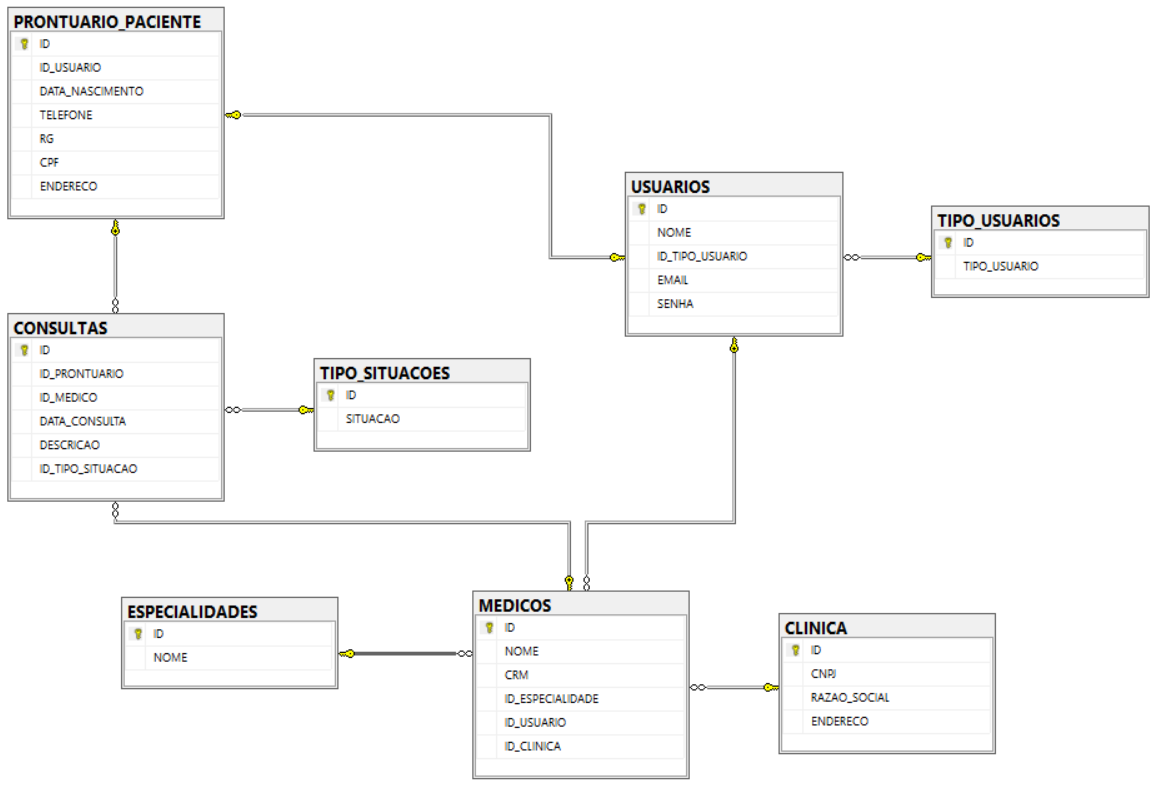 PRONTUARIO_PACIENTE
ID
ID_USUARIO
DATA_NASCIMENTO
TELEFONE
RG
CPF
ENDERECO
USUARIOS
ID
NOME
ID_TIPO_USUARIO
EMAIL
SENHA
TIPO_USUARIOS
ID
TIPO_USUARIO
CONSULTAS
ID
ID_PRONTUARIO
ID_MEDICO
DATA_CONSULTA
DESCRICAO
ID_TIPO_SITUACAO
TIPO_SITUACOES
ID
SITUACAO
ESPECIALIDADES
ID
NOME
MEDICOS
ID
NOME
CRM
ID_ESPECIALIDADE
ID_USUARIO
ID_CLINICA
CLINICA
ID
CNPJ
RAZAO_SOCIAL
ENDERECO